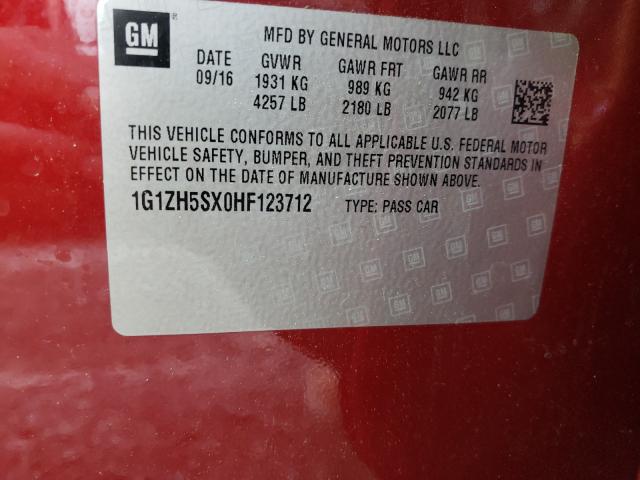 GM
MFD BY GENERAL MOTORS LLC
DATE GVWR GAWR FRT GAWR RR
09/16 1931 KG 989 KG 942 KG
4257 LB 2180 LB 2077 LB
THIS VEHICLE CONFORMS TO ALL APPLICABLE U.S. FEDERAL MOTOR
VEHICLE SAFETY, BUMPER, AND THEFT PREVENTION STANDARDS IN
EFFECT ON THE DATE OF MANUFACTURE SHOWN ABOVE.
1G1ZH5SX0HF123712 TYPE: PASS CAR